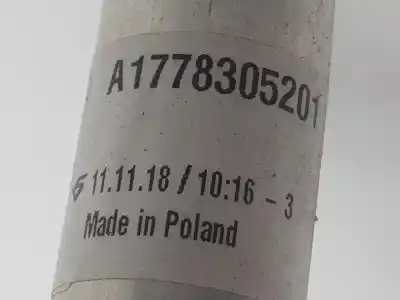 A1778305201
11.11.18 / 10:16 - 3
Made in Poland